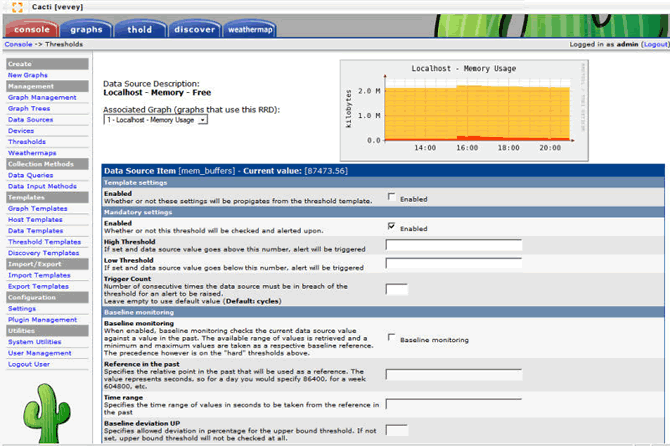 Cacti [vevey]
console
graphs
thold
discover
weathermap
Console -> Thresholds
Logged in as admin (Logout)
Create
New Graphs
Management
Graph Management
Graph Trees
Data Sources
Devices
Thresholds
Weathermaps
Collection Methods
Data Queries
Data Input Methods
Templates
Graph Templates
Host Templates
Data Templates
Threshold Templates
Discovery Templates
Import/Export
Import Templates
Export Templates
Configuration
Settings
Plugin Management
Utilities
System Utilities
User Management
Logout User
Data Source Description:
Localhost - Memory - Free
Associated Graph (graphs that use this RRD):
1 - Localhost - Memory Usage
Localhost - Memory Usage
kilobytes
2.0 M
1.0 M
0.0
14:00 16:00 18:00 20:00
Data Source Item [mem_buffers] - Current value: [87473.56]
Template settings
Enabled
Whether or not these settings will be propigates from the threshold template.
Enabled
Mandatory settings
Enabled
Whether or not this threshold will be checked and alerted upon.
Enabled
High Threshold
If set and data source value goes above this number, alert will be triggered
Low Threshold
If set and data source value goes below this number, alert will be triggered
Trigger Count
Number of consecutive times the data source must be in breach of the
threshold for an alert to be raised.
Leave empty to use default value (Default: cycles)
Baseline monitoring
Baseline monitoring
When enabled, baseline monitoring checks the current data source value
against a value in the past. The available range of values is retrieved and a
minimum and maximum values are taken as a respective baseline reference.
The precedence however is on the "hard" thresholds above.
Baseline monitoring
Reference in the past
Specifies the relative point in the past that will be used as a reference. The
value represents seconds, so for a day you would specify 86400, for a week
604800, etc.
Time range
Specifies the time range of values in seconds to be taken from the reference in
the past
Baseline deviation UP
Specifies allowed deviation in percentage for the upper bound threshold. If not
set, upper bound threshold will not be checked at all.